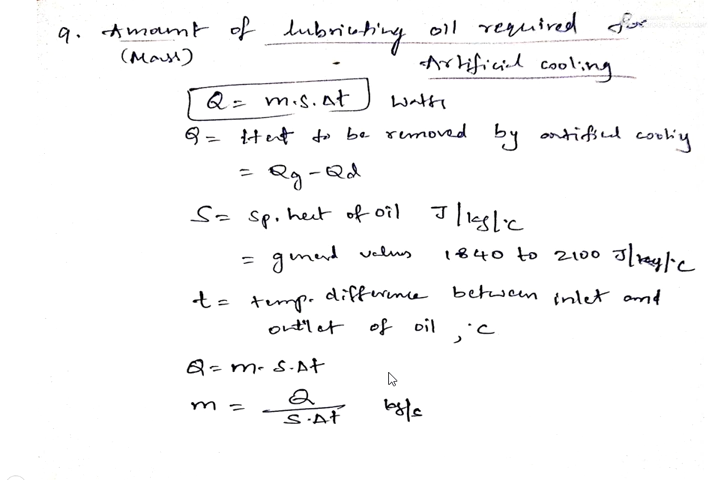 9. Amount of lubricating oil required for
(Mass) - Artificial cooling
Q = m.s.Δt Watts
Q = Heat to be removed by artificial cooling
= Qg - Qd
S = sp. heat of oil J/kg/°c
= general values 1840 to 2100 J/kg/°C
t = temp. difference between inlet and
outlet of oil, °c
Q = m. S.Δt
m = Q / S.Δt kg/s